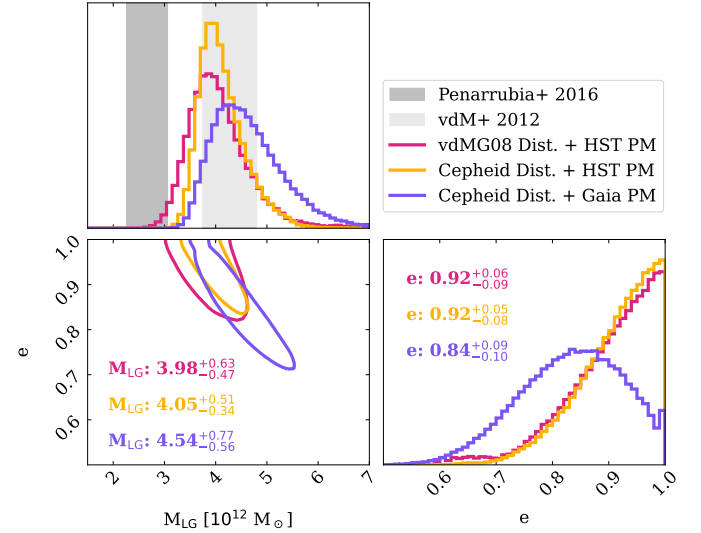 Penarrubia+ 2016
vdM+ 2012
vdMG08 Dist. + HST PM
Cepheid Dist. + HST PM
Cepheid Dist. + Gaia PM
1.0
0.9
0.8
0.7
0.6
e
M_LG: 3.98^{+0.63}_{−0.47}
M_LG: 4.05^{+0.51}_{−0.34}
M_LG: 4.54^{+0.77}_{−0.56}
2 3 4 5 6 7
M_LG [10^{12} M_⊙]
e: 0.92^{+0.06}_{−0.09}
e: 0.92^{+0.05}_{−0.08}
e: 0.84^{+0.09}_{−0.10}
0.6 0.7 0.8 0.9 1.0
e